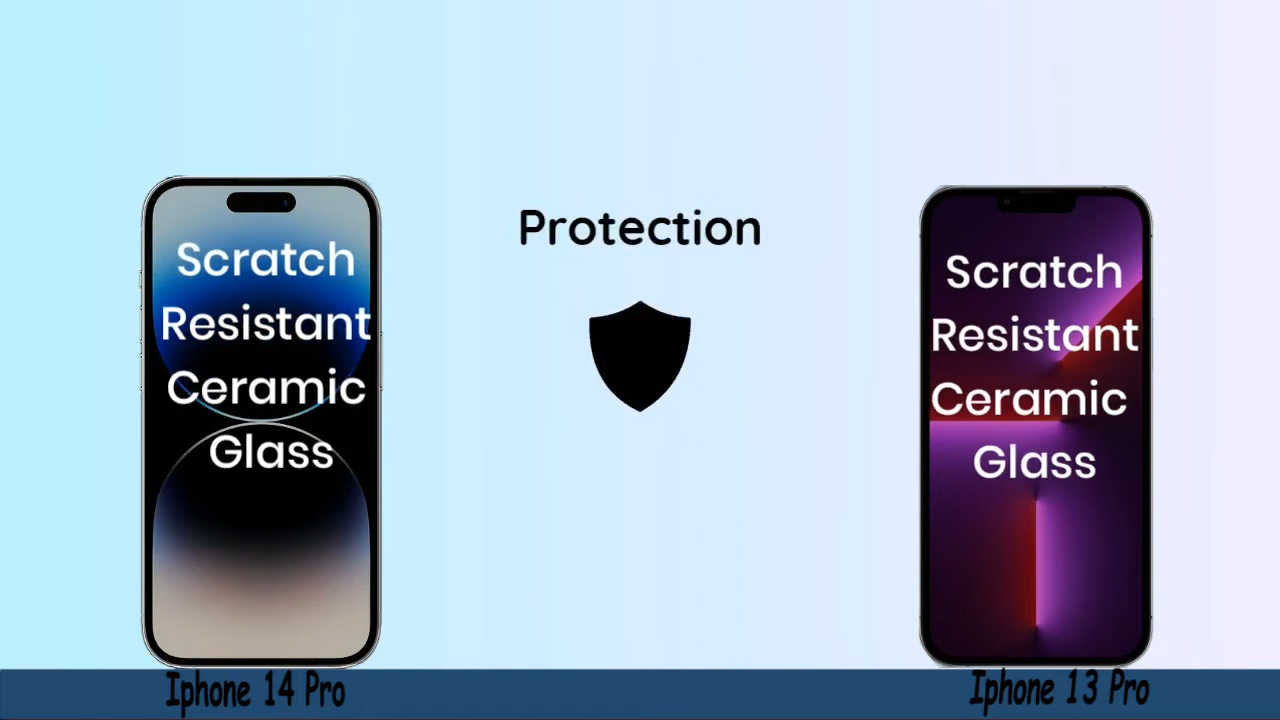 Protection
Scratch
Resistant
Ceramic
Glass
Scratch
Resistant
Ceramic
Glass
Iphone 14 Pro
Iphone 13 Pro